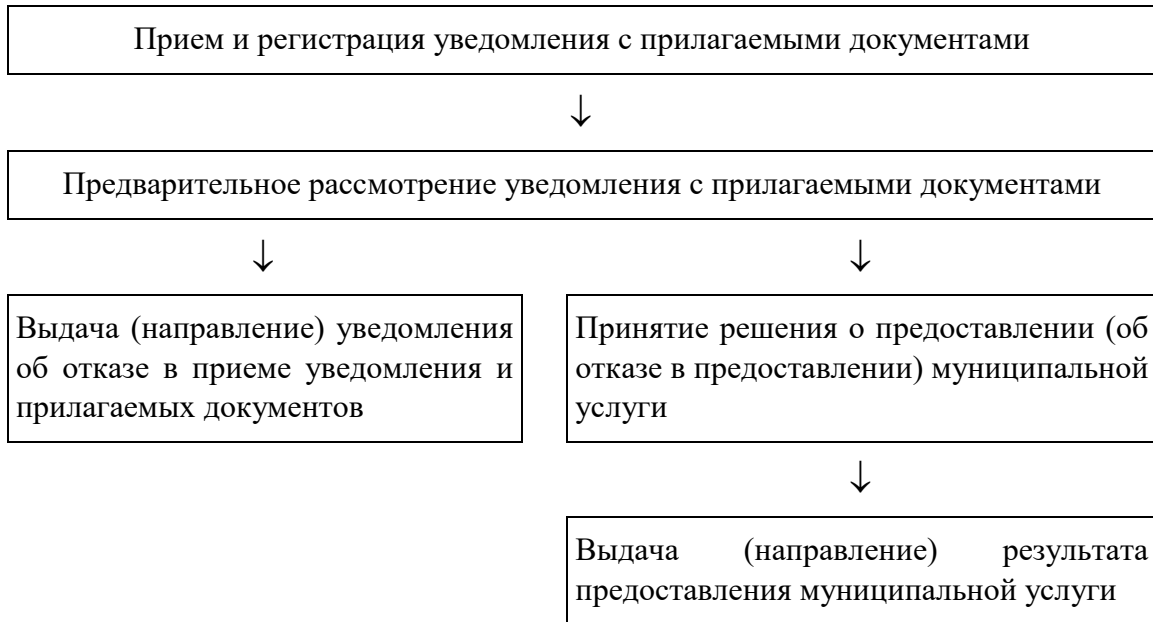 Прием и регистрация уведомления с прилагаемыми документами
↓
Предварительное рассмотрение уведомления с прилагаемыми документами
↓ ↓
Выдача (направление) уведомления
об отказе в приеме уведомления и
прилагаемых документов
Принятие решения о предоставлении (об
отказе в предоставлении) муниципальной
услуги
↓
Выдача (направление) результата
предоставления муниципальной услуги